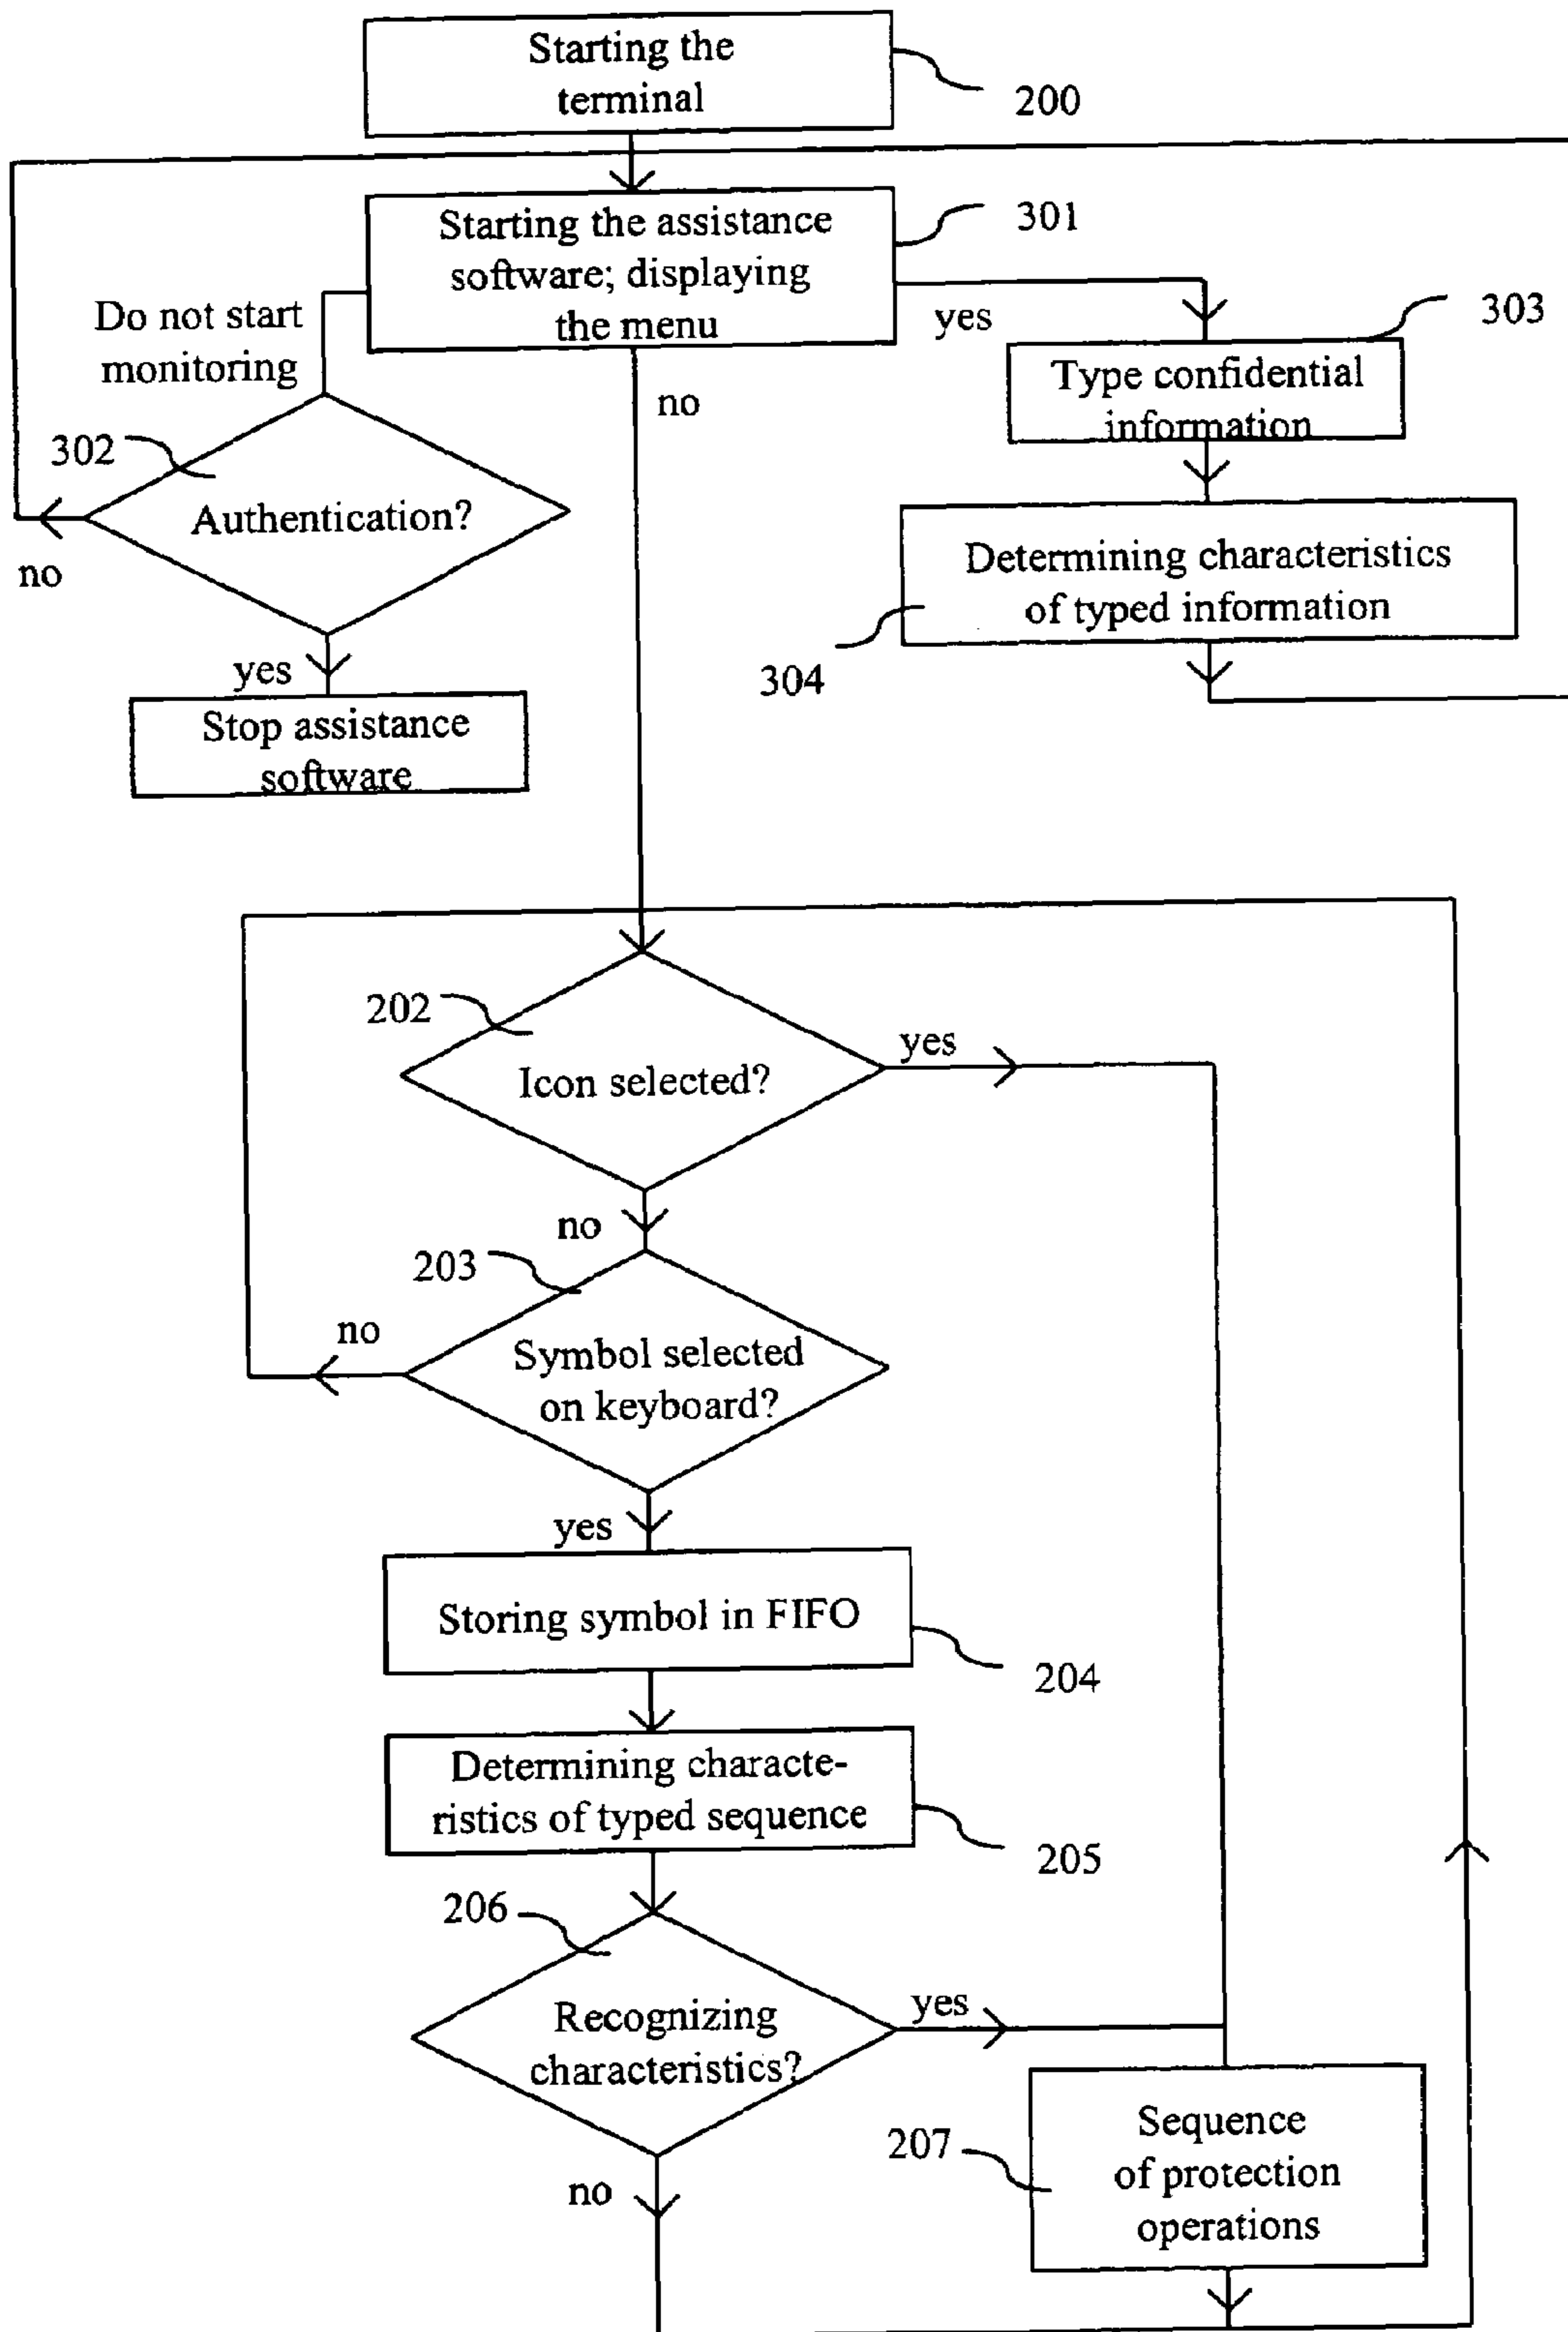 Starting the
terminal
200
Starting the assistance
software; displaying
the menu
301
Do not start
monitoring
yes
303
Type confidential
information
no
302
Authentication?
no
Determining characteristics
of typed information
304
yes
Stop assistance
software
202
Icon selected?
yes
no
203
no
Symbol selected
on keyboard?
yes
Storing symbol in FIFO
204
Determining characte-
ristics of typed sequence
205
206
Recognizing
characteristics?
yes
207
Sequence
of protection
operations
no